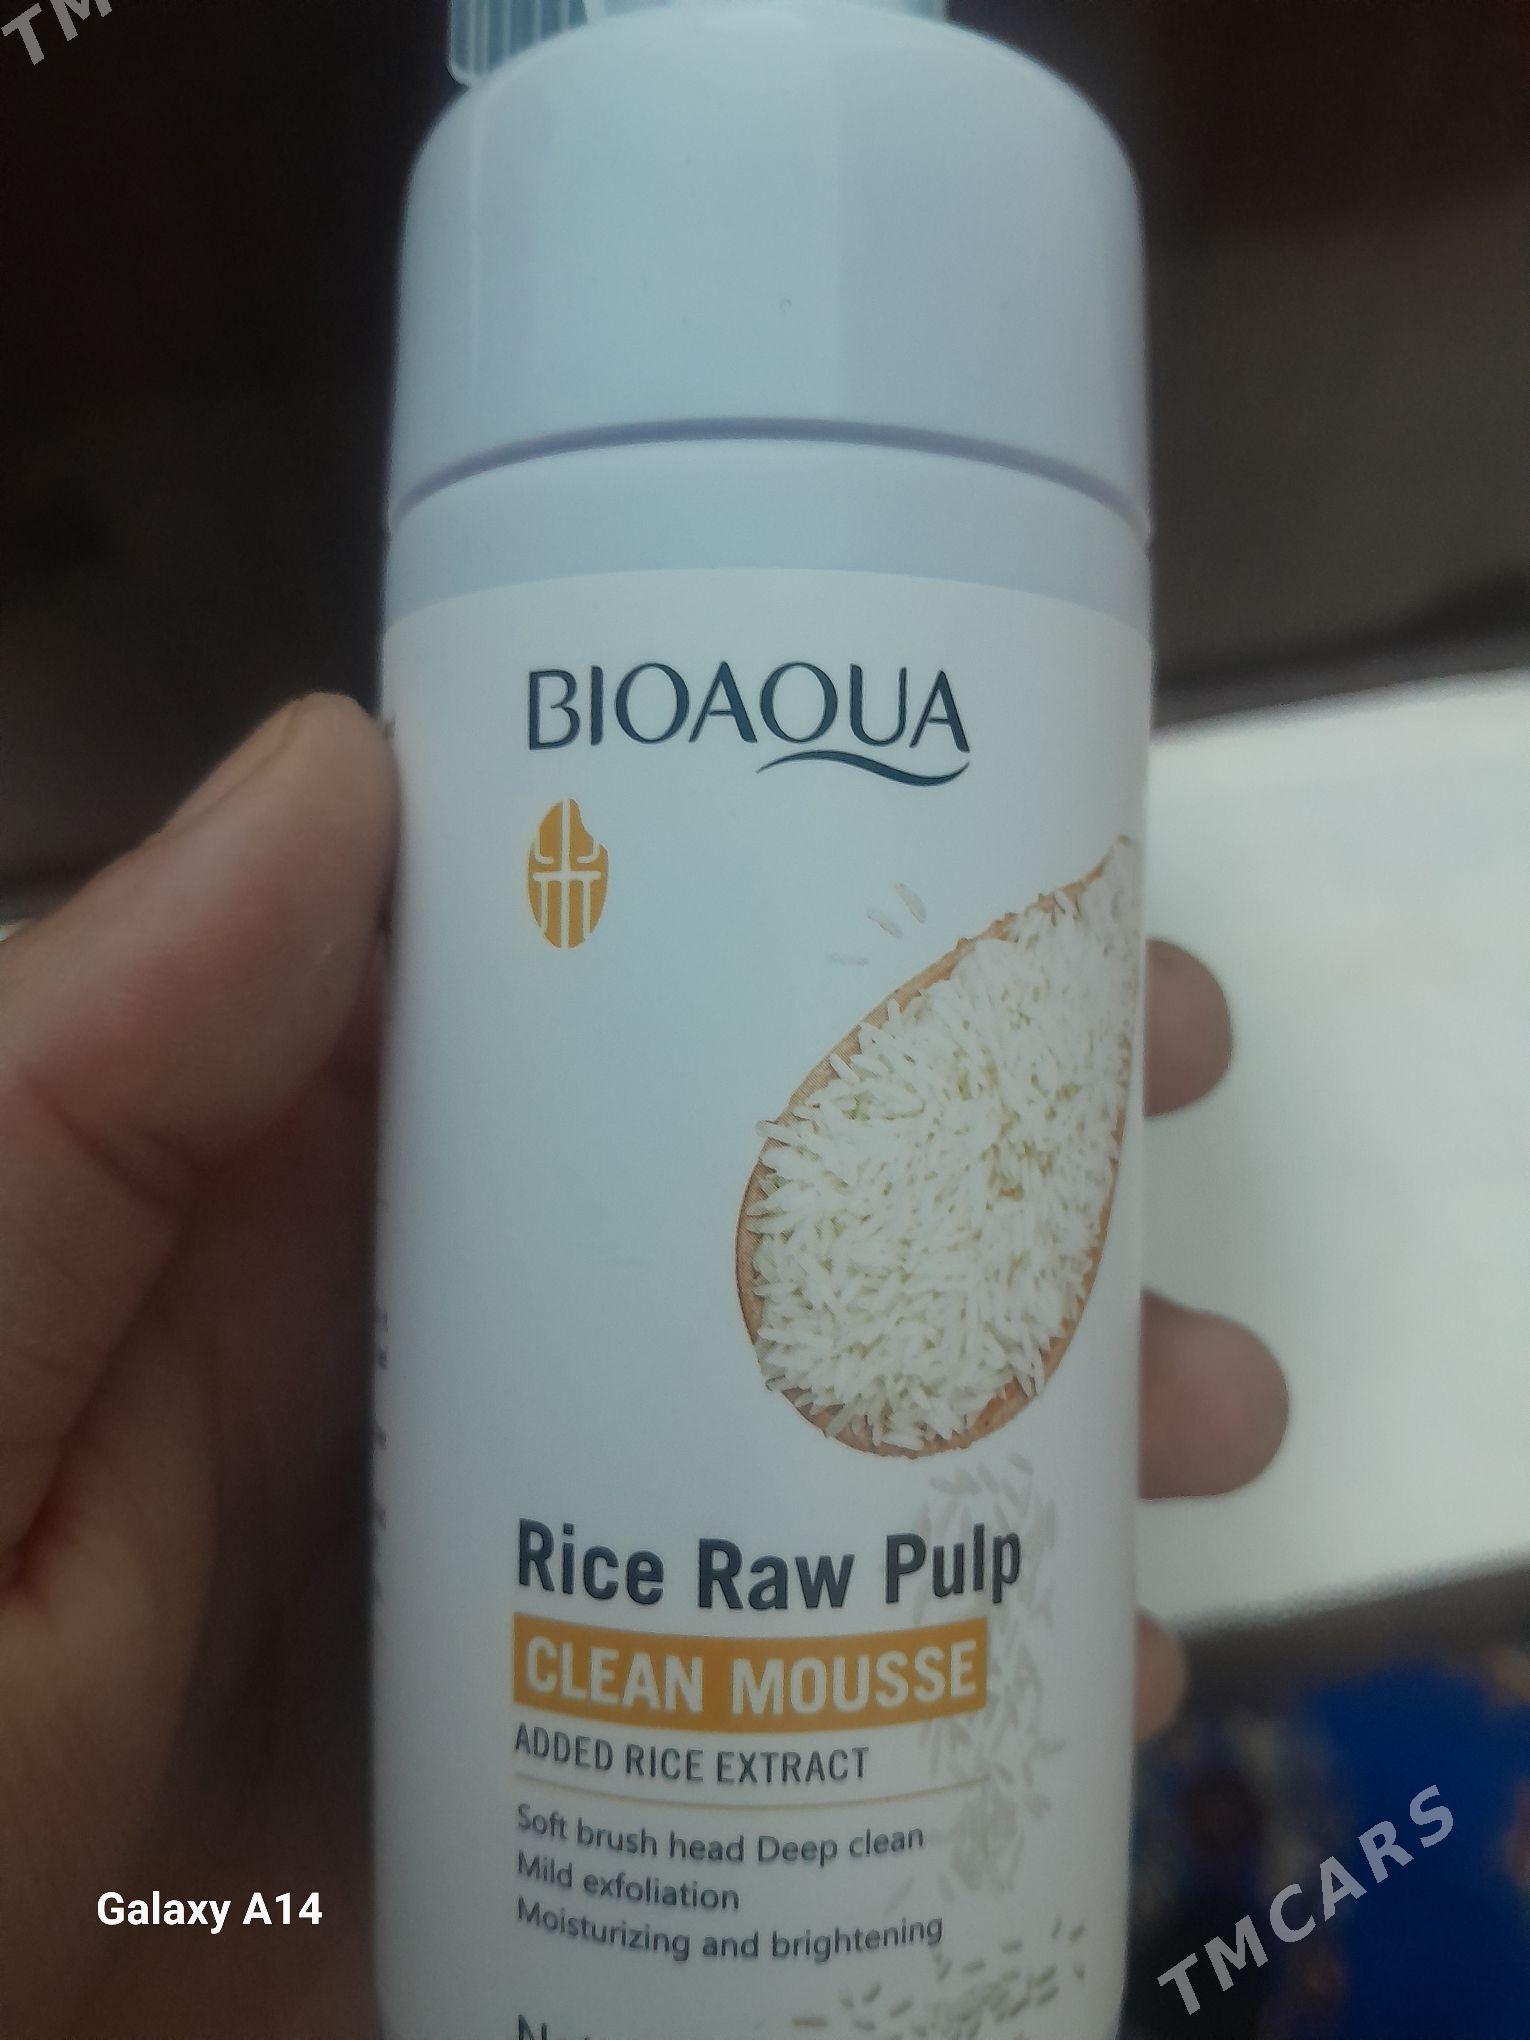 TM
BIOAQUA
Rice Raw Pulp
CLEAN MOUSSE
ADDED RICE EXTRACT
Soft brush head Deep clean
Mild exfoliation
Moisturizing and brightening
Galaxy A14
TMCARS